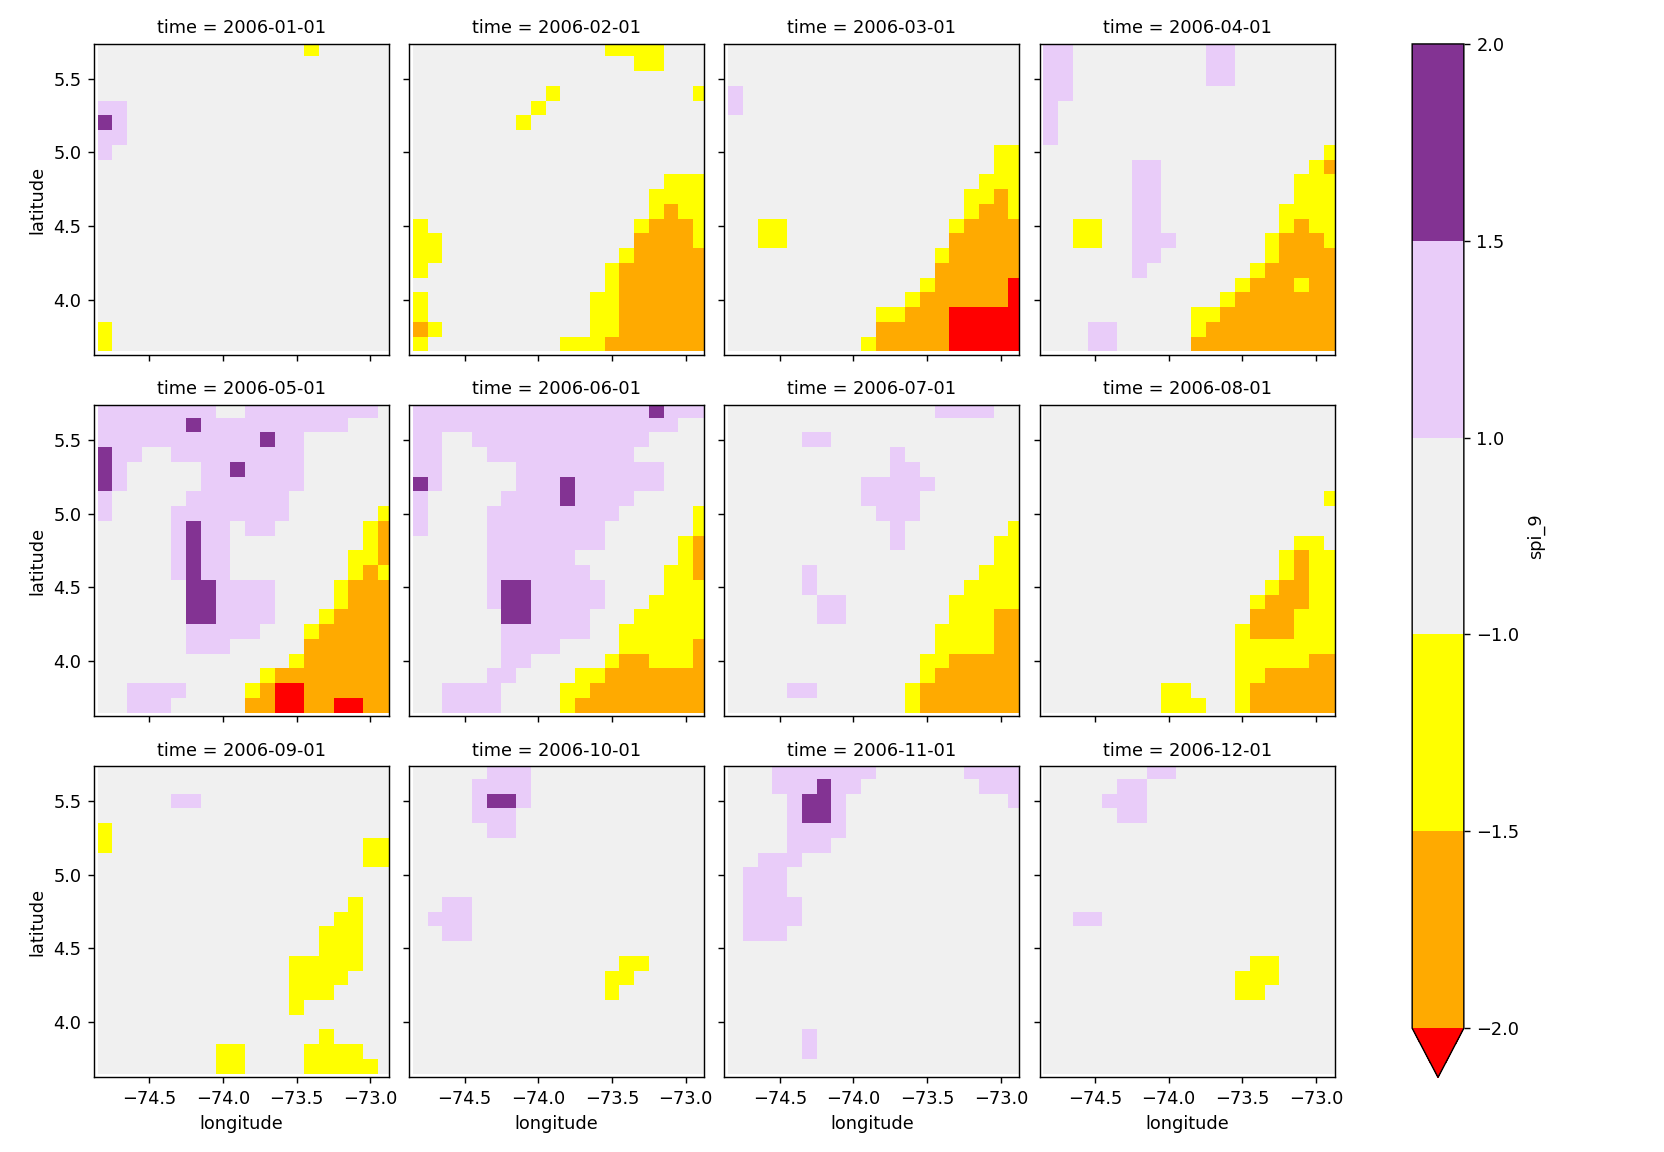 time = 2006-01-01
time = 2006-02-01
time = 2006-03-01
time = 2006-04-01
latitude
5.5
5.0
4.5
4.0
time = 2006-05-01
time = 2006-06-01
time = 2006-07-01
time = 2006-08-01
latitude
5.5
5.0
4.5
4.0
time = 2006-09-01
time = 2006-10-01
time = 2006-11-01
time = 2006-12-01
latitude
5.5
5.0
4.5
4.0
−74.5 −74.0 −73.5 −73.0
longitude
−74.5 −74.0 −73.5 −73.0
longitude
−74.5 −74.0 −73.5 −73.0
longitude
−74.5 −74.0 −73.5 −73.0
longitude
2.0
1.5
1.0
−1.0
−1.5
−2.0
spi_9